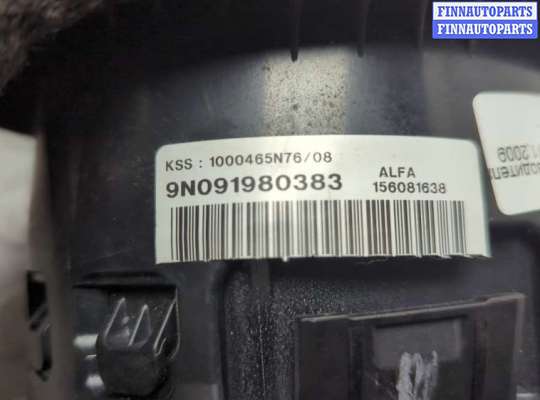 FINNAUTOPARTS
FINNAUTOPARTS
KSS : 1000465N76/08
9N091980383
ALFA
156081638